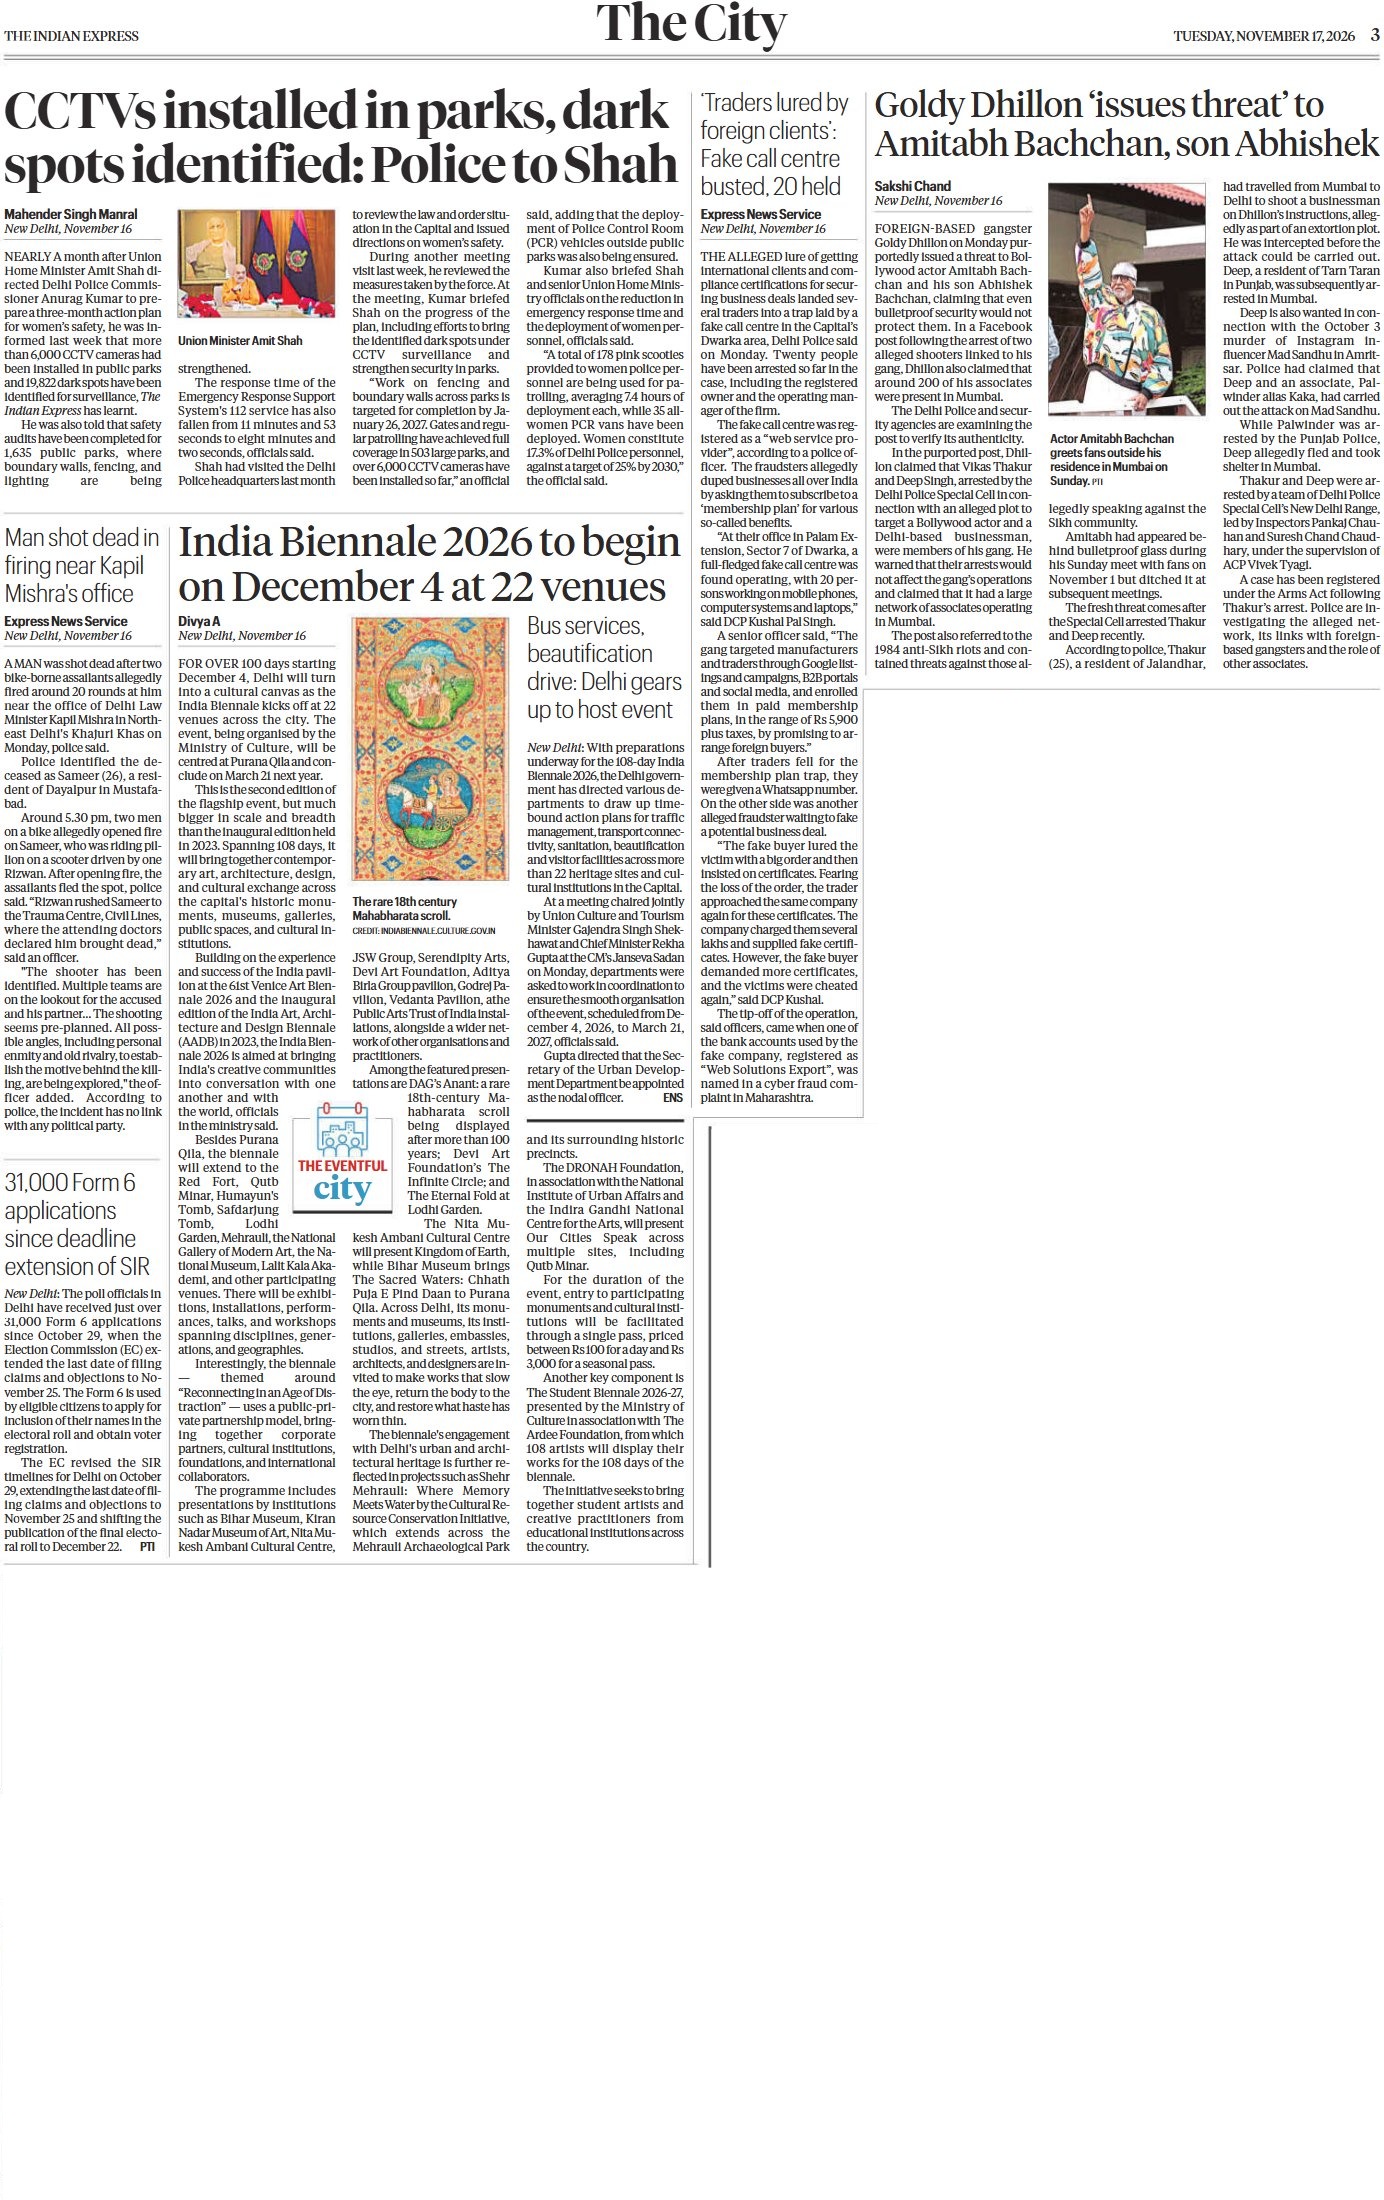 THE INDIAN EXPRESS
The City
TUESDAY, NOVEMBER 17, 2026 3
CCTVs installed in parks, dark
spots identified: Police to Shah
Mahender Singh Manral
New Delhi, November 16
NEARLY A month after Union
Home Minister Amit Shah di-
rected Delhi Police Commis-
sioner Anurag Kumar to pre-
pare a three-month action plan
for women's safety, he was in-
formed last week that more
than 6,000 CCTV cameras had
been installed in public parks
and 19,822 dark spots have been
identified for surveillance, The
Indian Express has learnt.
He was also told that safety
audits have been completed for
1,635 public parks, where
boundary walls, fencing, and
lighting are being
Union Minister Amit Shah
strengthened.
The response time of the
Emergency Response Support
System's 112 service has also
fallen from 11 minutes and 53
seconds to eight minutes and
two seconds, officials said.
Shah had visited the Delhi
Police headquarters last month
to review the law and order situ-
ation in the Capital and issued
directions on women's safety.
During another meeting
visit last week, he reviewed the
measures taken by the force. At
the meeting, Kumar briefed
Shah on the progress of the
plan, including efforts to bring
the identified dark spots under
CCTV surveillance and
strengthen security in parks.
"Work on fencing and
boundary walls across parks is
targeted for completion by Ja-
nuary 26, 2027. Gates and regu-
lar patrolling have achieved full
coverage in 503 large parks, and
over 6,000 CCTV cameras have
been installed so far," an official
said, adding that the deploy-
ment of Police Control Room
(PCR) vehicles outside public
parks was also being ensured.
Kumar also briefed Shah
and senior Union Home Minis-
try officials on the reduction in
emergency response time and
the deployment of women per-
sonnel, officials said.
"A total of 178 pink scooties
provided to women police per-
sonnel are being used for pa-
trolling, averaging 7.4 hours of
deployment each, while 35 all-
women PCR vans have been
deployed. Women constitute
17.3% of Delhi Police personnel,
against a target of 25% by 2030,"
the official said.
'Traders lured by
foreign clients':
Fake call centre
busted, 20 held
Express News Service
New Delhi, November 16
THE ALLEGED lure of getting
international clients and com-
pliance certifications for secur-
ing business deals landed sev-
eral traders into a trap laid by a
fake call centre in the Capital's
Dwarka area, Delhi Police said
on Monday. Twenty people
have been arrested so far in the
case, including the registered
owner and the operating man-
ager of the firm.
The fake call centre was reg-
istered as a "web service pro-
vider", according to a police of-
ficer. The fraudsters allegedly
duped businesses all over India
by asking them to subscribe to a
'membership plan' for various
so-called benefits.
"At their office in Palam Ex-
tension, Sector 7 of Dwarka, a
full-fledged fake call centre was
found operating, with 20 per-
sons working on mobile phones,
computer systems and laptops,"
said DCP Kushal Pal Singh.
A senior officer said, "The
gang targeted manufacturers
and traders through Google list-
ings and campaigns, B2B portals
and social media, and enrolled
them in paid membership
plans, in the range of Rs 5,900
plus taxes, by promising to ar-
range foreign buyers."
After traders fell for the
membership plan trap, they
were given a Whatsapp number.
On the other side was another
alleged fraudster waiting to fake
a potential business deal.
"The fake buyer lured the
victim with a big order and then
insisted on certificates. Fearing
the loss of the order, the trader
approached the same company
again for these certificates. The
company charged them several
lakhs and supplied fake certifi-
cates. However, the fake buyer
demanded more certificates,
and the victims were cheated
again," said DCP Kushal.
The tip-off of the operation,
said officers, came when one of
the bank accounts used by the
fake company, registered as
"Web Solutions Export", was
named in a cyber fraud com-
plaint in Maharashtra.
Goldy Dhillon 'issues threat' to
Amitabh Bachchan, son Abhishek
Sakshi Chand
New Delhi, November 16
FOREIGN-BASED gangster
Goldy Dhillon on Monday pur-
portedly issued a threat to Bol-
lywood actor Amitabh Bach-
chan and his son Abhishek
Bachchan, claiming that even
bulletproof security would not
protect them. In a Facebook
post following the arrest of two
alleged shooters linked to his
gang, Dhillon also claimed that
around 200 of his associates
were present in Mumbai.
The Delhi Police and secur-
ity agencies are examining the
post to verify its authenticity.
In the purported post, Dhil-
lon claimed that Vikas Thakur
and Deep Singh, arrested by the
Delhi Police Special Cell in con-
nection with an alleged plot to
target a Bollywood actor and a
Delhi-based businessman,
were members of his gang. He
warned that their arrests would
not affect the gang's operations
and claimed that it had a large
network of associates operating
in Mumbai.
The post also referred to the
1984 anti-Sikh riots and con-
tained threats against those al-
Actor Amitabh Bachchan
greets fans outside his
residence in Mumbai on
Sunday. PTI
legedly speaking against the
Sikh community.
Amitabh had appeared be-
hind bulletproof glass during
his Sunday meet with fans on
November 1 but ditched it at
subsequent meetings.
The fresh threat comes after
the Special Cell arrested Thakur
and Deep recently.
According to police, Thakur
(25), a resident of Jalandhar,
had travelled from Mumbai to
Delhi to shoot a businessman
on Dhillon's instructions, alleg-
edly as part of an extortion plot.
He was intercepted before the
attack could be carried out.
Deep, a resident of Tarn Taran
in Punjab, was subsequently ar-
rested in Mumbai.
Deep is also wanted in con-
nection with the October 3
murder of Instagram in-
fluencer Mad Sandhu in Amrit-
sar. Police had claimed that
Deep and an associate, Pal-
winder alias Kaka, had carried
out the attack on Mad Sandhu.
While Palwinder was ar-
rested by the Punjab Police,
Deep allegedly fled and took
shelter in Mumbai.
Thakur and Deep were ar-
rested by a team of Delhi Police
Special Cell's New Delhi Range,
led by Inspectors Pankaj Chau-
han and Suresh Chand Chaud-
hary, under the supervision of
ACP Vivek Tyagi.
A case has been registered
under the Arms Act following
Thakur's arrest. Police are in-
vestigating the alleged net-
work, its links with foreign-
based gangsters and the role of
other associates.
Man shot dead in
firing near Kapil
Mishra's office
Express News Service
New Delhi, November 16
A MAN was shot dead after two
bike-borne assailants allegedly
fired around 20 rounds at him
near the office of Delhi Law
Minister Kapil Mishra in North-
east Delhi's Khajuri Khas on
Monday, police said.
Police identified the de-
ceased as Sameer (26), a resi-
dent of Dayalpur in Mustafa-
bad.
Around 5.30 pm, two men
on a bike allegedly opened fire
on Sameer, who was riding pil-
lion on a scooter driven by one
Rizwan. After opening fire, the
assailants fled the spot, police
said. "Rizwan rushed Sameer to
the Trauma Centre, Civil Lines,
where the attending doctors
declared him brought dead,"
said an officer.
"The shooter has been
identified. Multiple teams are
on the lookout for the accused
and his partner... The shooting
seems pre-planned. All poss-
ible angles, including personal
enmity and old rivalry, to estab-
lish the motive behind the kill-
ing, are being explored," the of-
ficer added. According to
police, the incident has no link
with any political party.
31,000 Form 6
applications
since deadline
extension of SIR
New Delhi: The poll officials in
Delhi have received just over
31,000 Form 6 applications
since October 29, when the
Election Commission (EC) ex-
tended the last date of filing
claims and objections to No-
vember 25. The Form 6 is used
by eligible citizens to apply for
inclusion of their names in the
electoral roll and obtain voter
registration.
The EC revised the SIR
timelines for Delhi on October
29, extending the last date of fil-
ing claims and objections to
November 25 and shifting the
publication of the final electo-
ral roll to December 22. PTI
India Biennale 2026 to begin
on December 4 at 22 venues
Divya A
New Delhi, November 16
FOR OVER 100 days starting
December 4, Delhi will turn
into a cultural canvas as the
India Biennale kicks off at 22
venues across the city. The
event, being organised by the
Ministry of Culture, will be
centred at Purana Qila and con-
clude on March 21 next year.
This is the second edition of
the flagship event, but much
bigger in scale and breadth
than the inaugural edition held
in 2023. Spanning 108 days, it
will bring together contempor-
ary art, architecture, design,
and cultural exchange across
the capital's historic monu-
ments, museums, galleries,
public spaces, and cultural in-
stitutions.
Building on the experience
and success of the India pavil-
ion at the 61st Venice Art Bien-
nale 2026 and the inaugural
edition of the India Art, Archi-
tecture and Design Biennale
(AADB) in 2023, the India Bien-
nale 2026 is aimed at bringing
India's creative communities
into conversation with one
another and with
the world, officials
in the ministry said.
Besides Purana
Qila, the biennale
will extend to the
Red Fort, Qutb
Minar, Humayun's
Tomb, Safdarjung
Tomb, Lodhi
Garden, Mehrauli, the National
Gallery of Modern Art, the Na-
tional Museum, Lalit Kala Aka-
demi, and other participating
venues. There will be exhibi-
tions, installations, perform-
ances, talks, and workshops
spanning disciplines, gener-
ations, and geographies.
Interestingly, the biennale
— themed around
"Reconnecting in an Age of Dis-
traction" — uses a public-pri-
vate partnership model, bring-
ing together corporate
partners, cultural institutions,
foundations, and international
collaborators.
The programme includes
presentations by institutions
such as Bihar Museum, Kiran
Nadar Museum of Art, Nita Mu-
kesh Ambani Cultural Centre,
The rare 18th century
Mahabharata scroll.
CREDIT: INDIABIENNALE.CULTURE.GOV.IN
JSW Group, Serendipity Arts,
Devi Art Foundation, Aditya
Birla Group pavilion, Godrej Pa-
vilion, Vedanta Pavilion, athe
Public Arts Trust of India instal-
lations, alongside a wider net-
work of other organisations and
practitioners.
Among the featured presen-
tations are DAG's Anant: a rare
18th-century Ma-
habharata scroll
being displayed
after more than 100
years; Devi Art
Foundation's The
Infinite Circle; and
The Eternal Fold at
Lodhi Garden.
The Nita Mu-
kesh Ambani Cultural Centre
will present Kingdom of Earth,
while Bihar Museum brings
The Sacred Waters: Chhath
Puja E Pind Daan to Purana
Qila. Across Delhi, its monu-
ments and museums, its insti-
tutions, galleries, embassies,
studios, and streets, artists,
architects, and designers are in-
vited to make works that slow
the eye, return the body to the
city, and restore what haste has
worn thin.
The biennale's engagement
with Delhi's urban and archi-
tectural heritage is further re-
flected in projects such as Shehr
Mehrauli: Where Memory
Meets Water by the Cultural Re-
source Conservation Initiative,
which extends across the
Mehrauli Archaeological Park
THE EVENTFUL
city
and its surrounding historic
precincts.
The DRONAH Foundation,
in association with the National
Institute of Urban Affairs and
the Indira Gandhi National
Centre for the Arts, will present
Our Cities Speak across
multiple sites, including
Qutb Minar.
For the duration of the
event, entry to participating
monuments and cultural insti-
tutions will be facilitated
through a single pass, priced
between Rs 100 for a day and Rs
3,000 for a seasonal pass.
Another key component is
The Student Biennale 2026-27,
presented by the Ministry of
Culture in association with The
Ardee Foundation, from which
108 artists will display their
works for the 108 days of the
biennale.
The initiative seeks to bring
together student artists and
creative practitioners from
educational institutions across
the country.
Bus services,
beautification
drive: Delhi gears
up to host event
New Delhi: With preparations
underway for the 108-day India
Biennale 2026, the Delhi govern-
ment has directed various de-
partments to draw up time-
bound action plans for traffic
management, transport connec-
tivity, sanitation, beautification
and visitor facilities across more
than 22 heritage sites and cul-
tural institutions in the Capital.
At a meeting chaired jointly
by Union Culture and Tourism
Minister Gajendra Singh Shek-
hawat and Chief Minister Rekha
Gupta at the CM's Janseva Sadan
on Monday, departments were
asked to work in coordination to
ensure the smooth organisation
of the event, scheduled from De-
cember 4, 2026, to March 21,
2027, officials said.
Gupta directed that the Sec-
retary of the Urban Develop-
ment Department be appointed
as the nodal officer. ENS